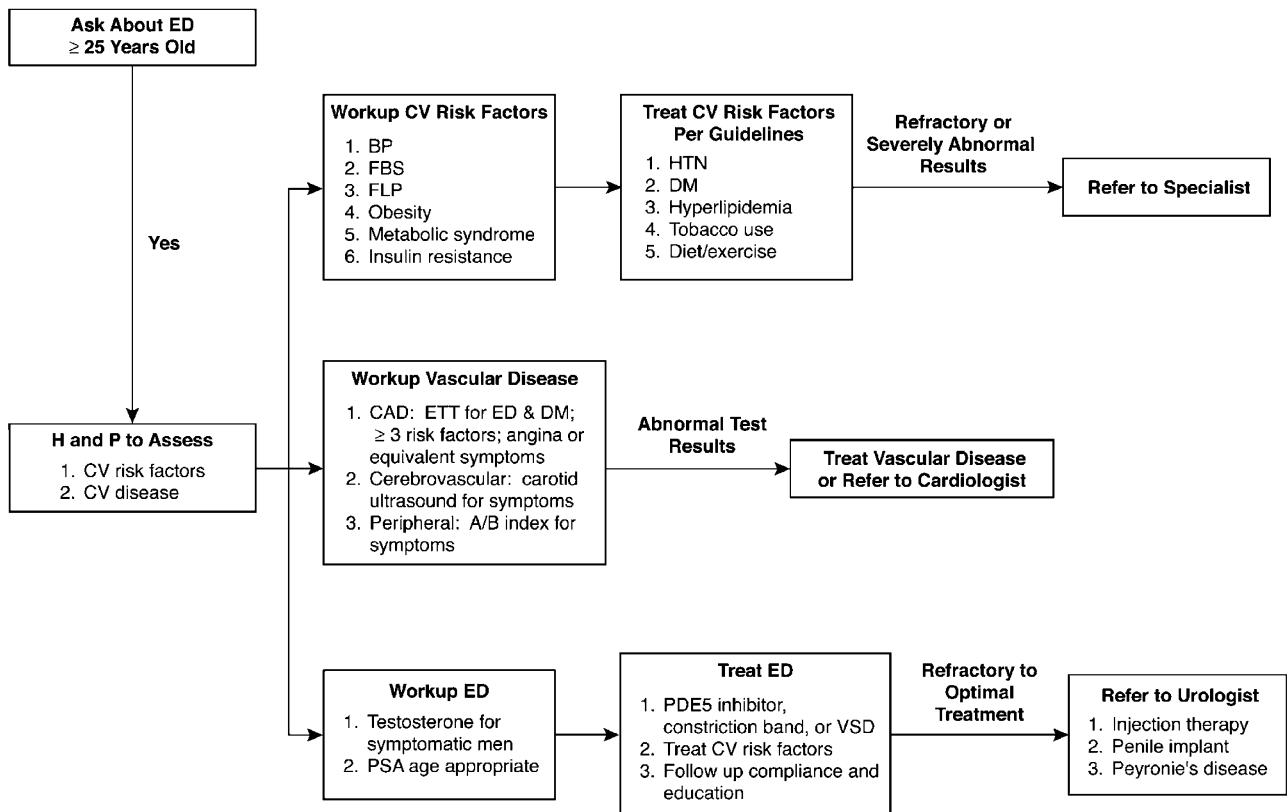 Ask About ED
≥ 25 Years Old
Yes
H and P to Assess
1. CV risk factors
2. CV disease
Workup CV Risk Factors
1. BP
2. FBS
3. FLP
4. Obesity
5. Metabolic syndrome
6. Insulin resistance
Treat CV Risk Factors
Per Guidelines
1. HTN
2. DM
3. Hyperlipidemia
4. Tobacco use
5. Diet/exercise
Refractory or
Severely Abnormal
Results
Refer to Specialist
Workup Vascular Disease
1. CAD: ETT for ED & DM;
≥ 3 risk factors; angina or
equivalent symptoms
2. Cerebrovascular: carotid
ultrasound for symptoms
3. Peripheral: A/B index for
symptoms
Abnormal Test
Results
Treat Vascular Disease
or Refer to Cardiologist
Workup ED
1. Testosterone for
symptomatic men
2. PSA age appropriate
Treat ED
1. PDE5 inhibitor,
constriction band, or VSD
2. Treat CV risk factors
3. Follow up compliance and
education
Refractory to
Optimal
Treatment
Refer to Urologist
1. Injection therapy
2. Penile implant
3. Peyronie's disease